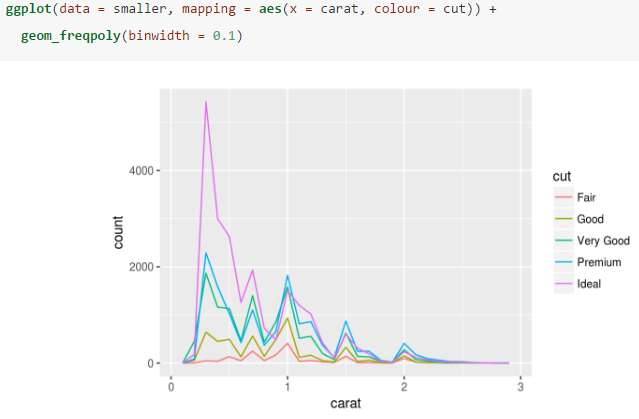 ggplot(data = smaller, mapping = aes(x = carat, colour = cut)) +
  geom_freqpoly(binwidth = 0.1)
cut
Fair
Good
Very Good
Premium
Ideal
count
4000
2000
0
0 1 2 3
carat